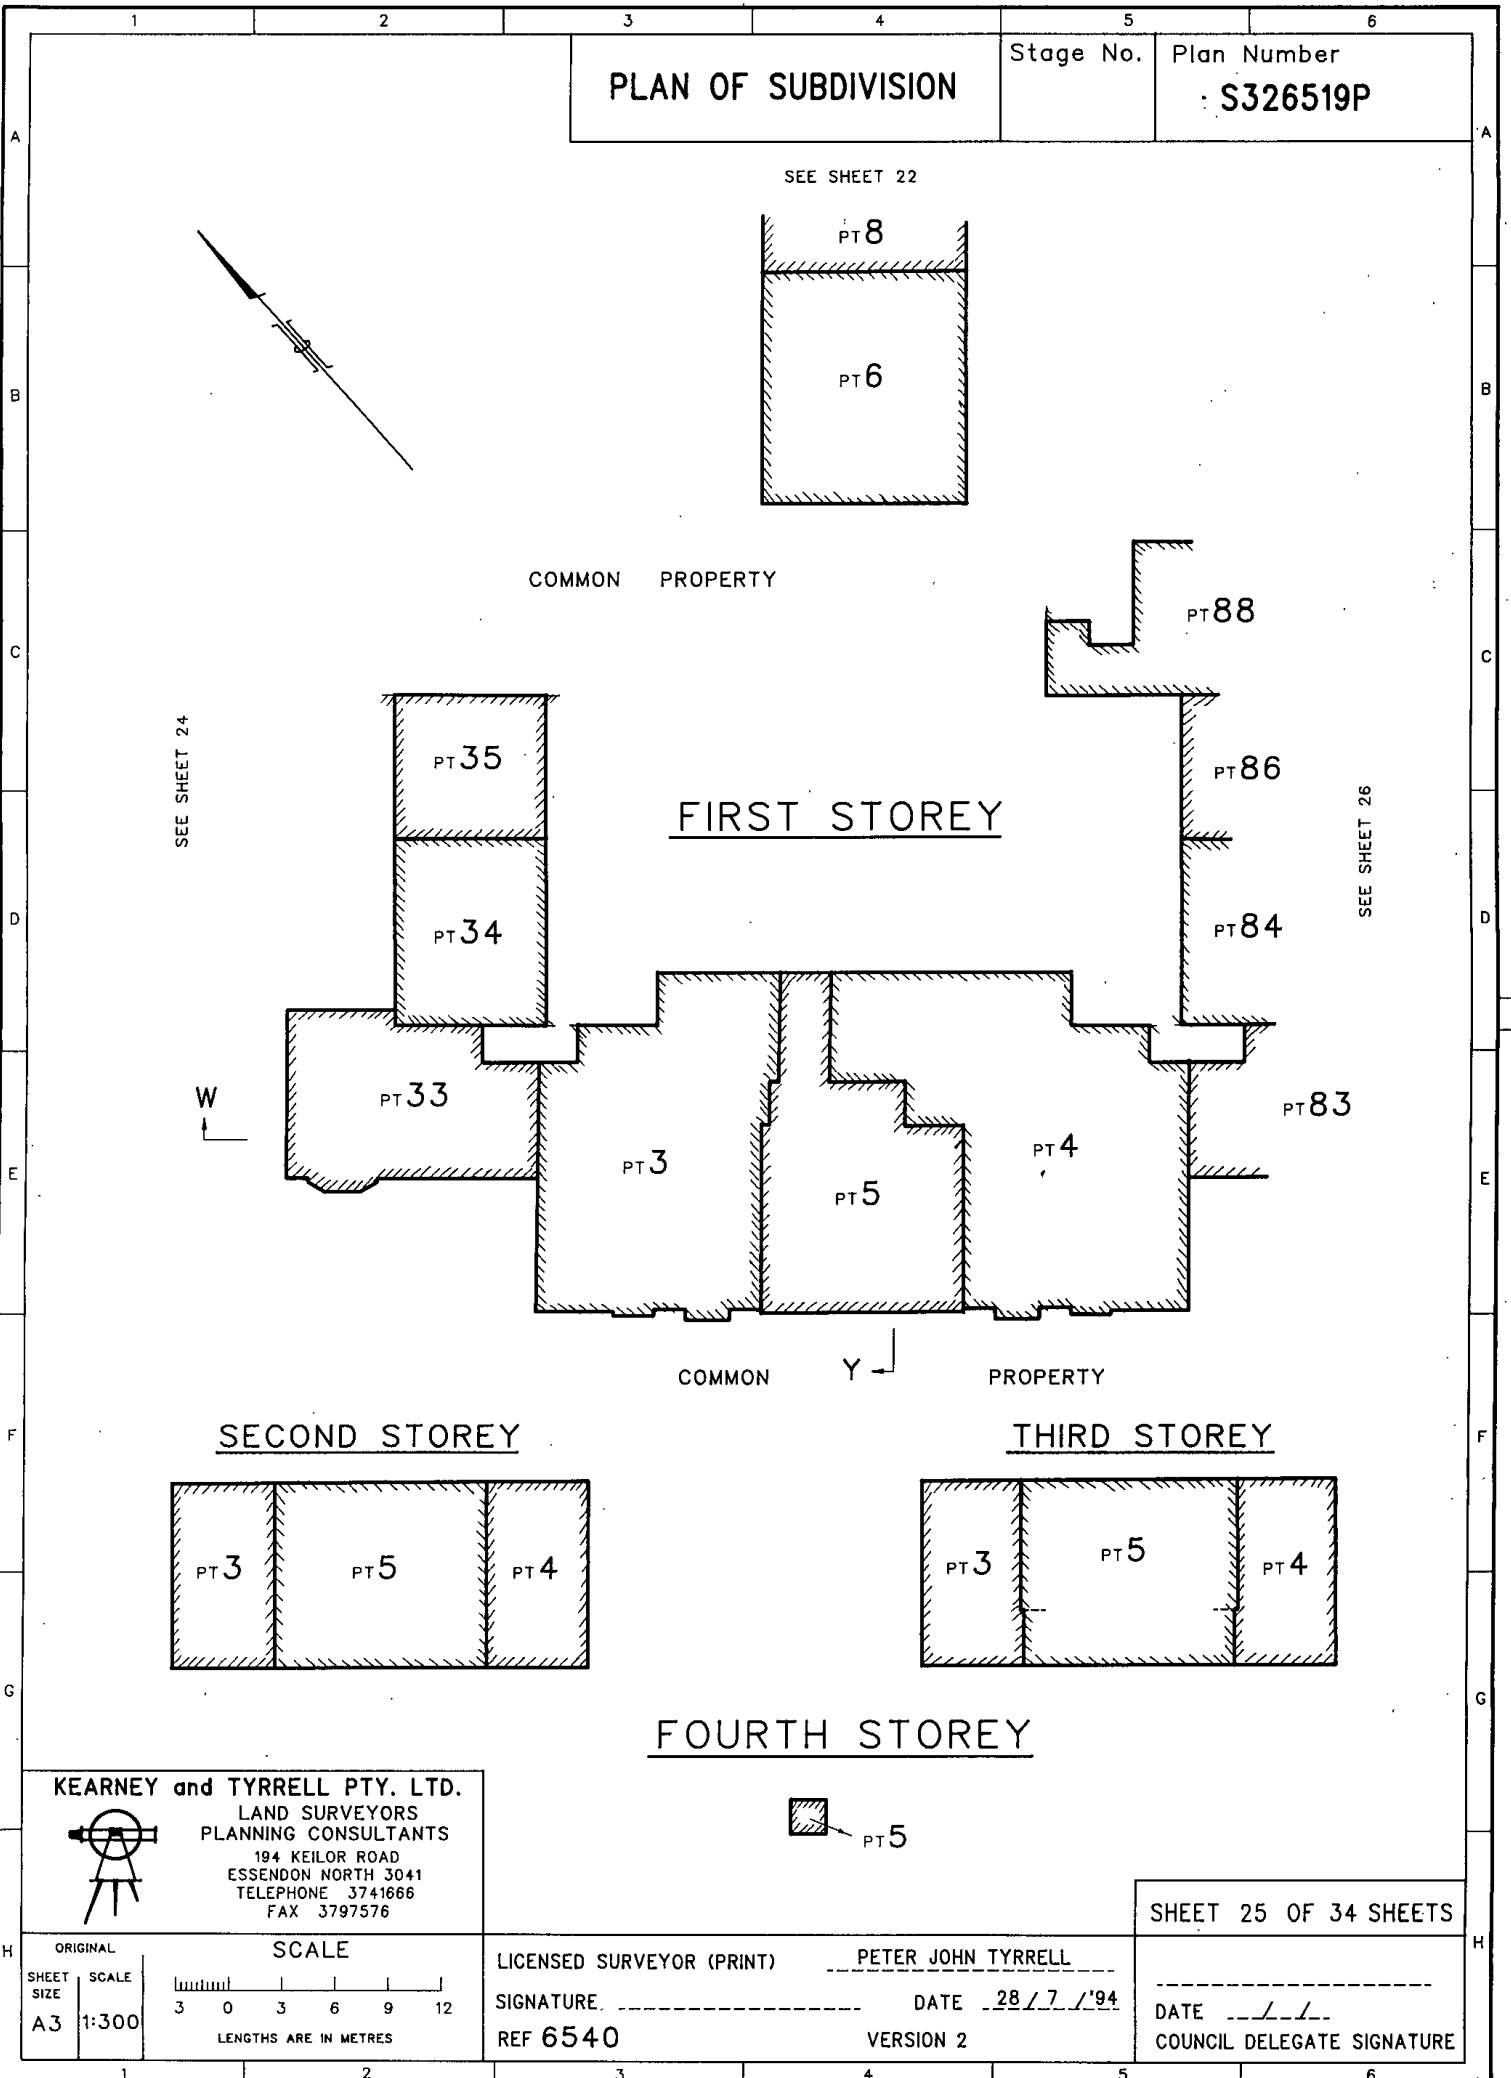 1 2 3 4 5 6
PLAN OF SUBDIVISION
Stage No.
Plan Number
S326519P
A A
SEE SHEET 22
PT 8
S
B B
PT 6
COMMON PROPERTY
PT 88
C C
SEE SHEET 24
PT 35
PT 86
FIRST STOREY
SEE SHEET 26
D D
PT 34
PT 84
W
PT 33
PT 83
PT 3
PT 4
PT 5
E E
COMMON PROPERTY
Y
F F
SECOND STOREY
THIRD STOREY
PT 3 PT 5 PT 4
PT 3 PT 5 PT 4
G G
FOURTH STOREY
PT 5
KEARNEY and TYRRELL PTY. LTD.
LAND SURVEYORS
PLANNING CONSULTANTS
194 KEILOR ROAD
ESSENDON NORTH 3041
TELEPHONE 3741666
FAX 3797576
SHEET 25 OF 34 SHEETS
H H
ORIGINAL
SHEET SIZE
SCALE
A3
1:300
SCALE
3 0 3 6 9 12
LENGTHS ARE IN METRES
LICENSED SURVEYOR (PRINT) PETER JOHN TYRRELL
SIGNATURE DATE 28 / 7 / '94
REF 6540 VERSION 2
DATE / /
COUNCIL DELEGATE SIGNATURE
1 2 3 4 5 6